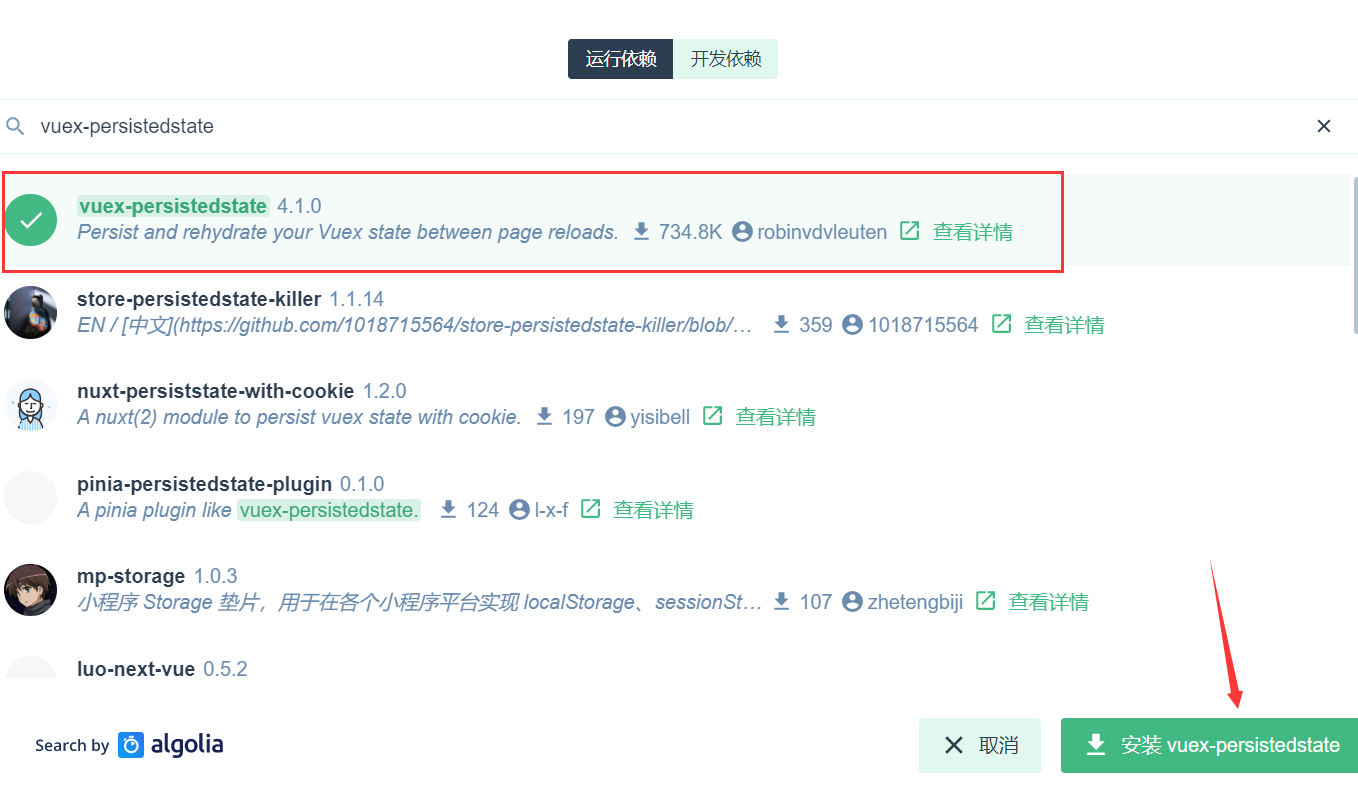 运行依赖 开发依赖
vuex-persistedstate
vuex-persistedstate 4.1.0
Persist and rehydrate your Vuex state between page reloads. 734.8K robinvdvleuten 查看详情
store-persistedstate-killer 1.1.14
EN / [中文](https://github.com/1018715564/store-persistedstate-killer/blob/… 359 1018715564 查看详情
nuxt-persiststate-with-cookie 1.2.0
A nuxt(2) module to persist vuex state with cookie. 197 yisibell 查看详情
pinia-persistedstate-plugin 0.1.0
A pinia plugin like vuex-persistedstate. 124 l-x-f 查看详情
mp-storage 1.0.3
小程序 Storage 垫片，用于在各个小程序平台实现 localStorage、sessionSt… 107 zhetengbiji 查看详情
luo-next-vue 0.5.2
Search by algolia 取消 安装 vuex-persistedstate